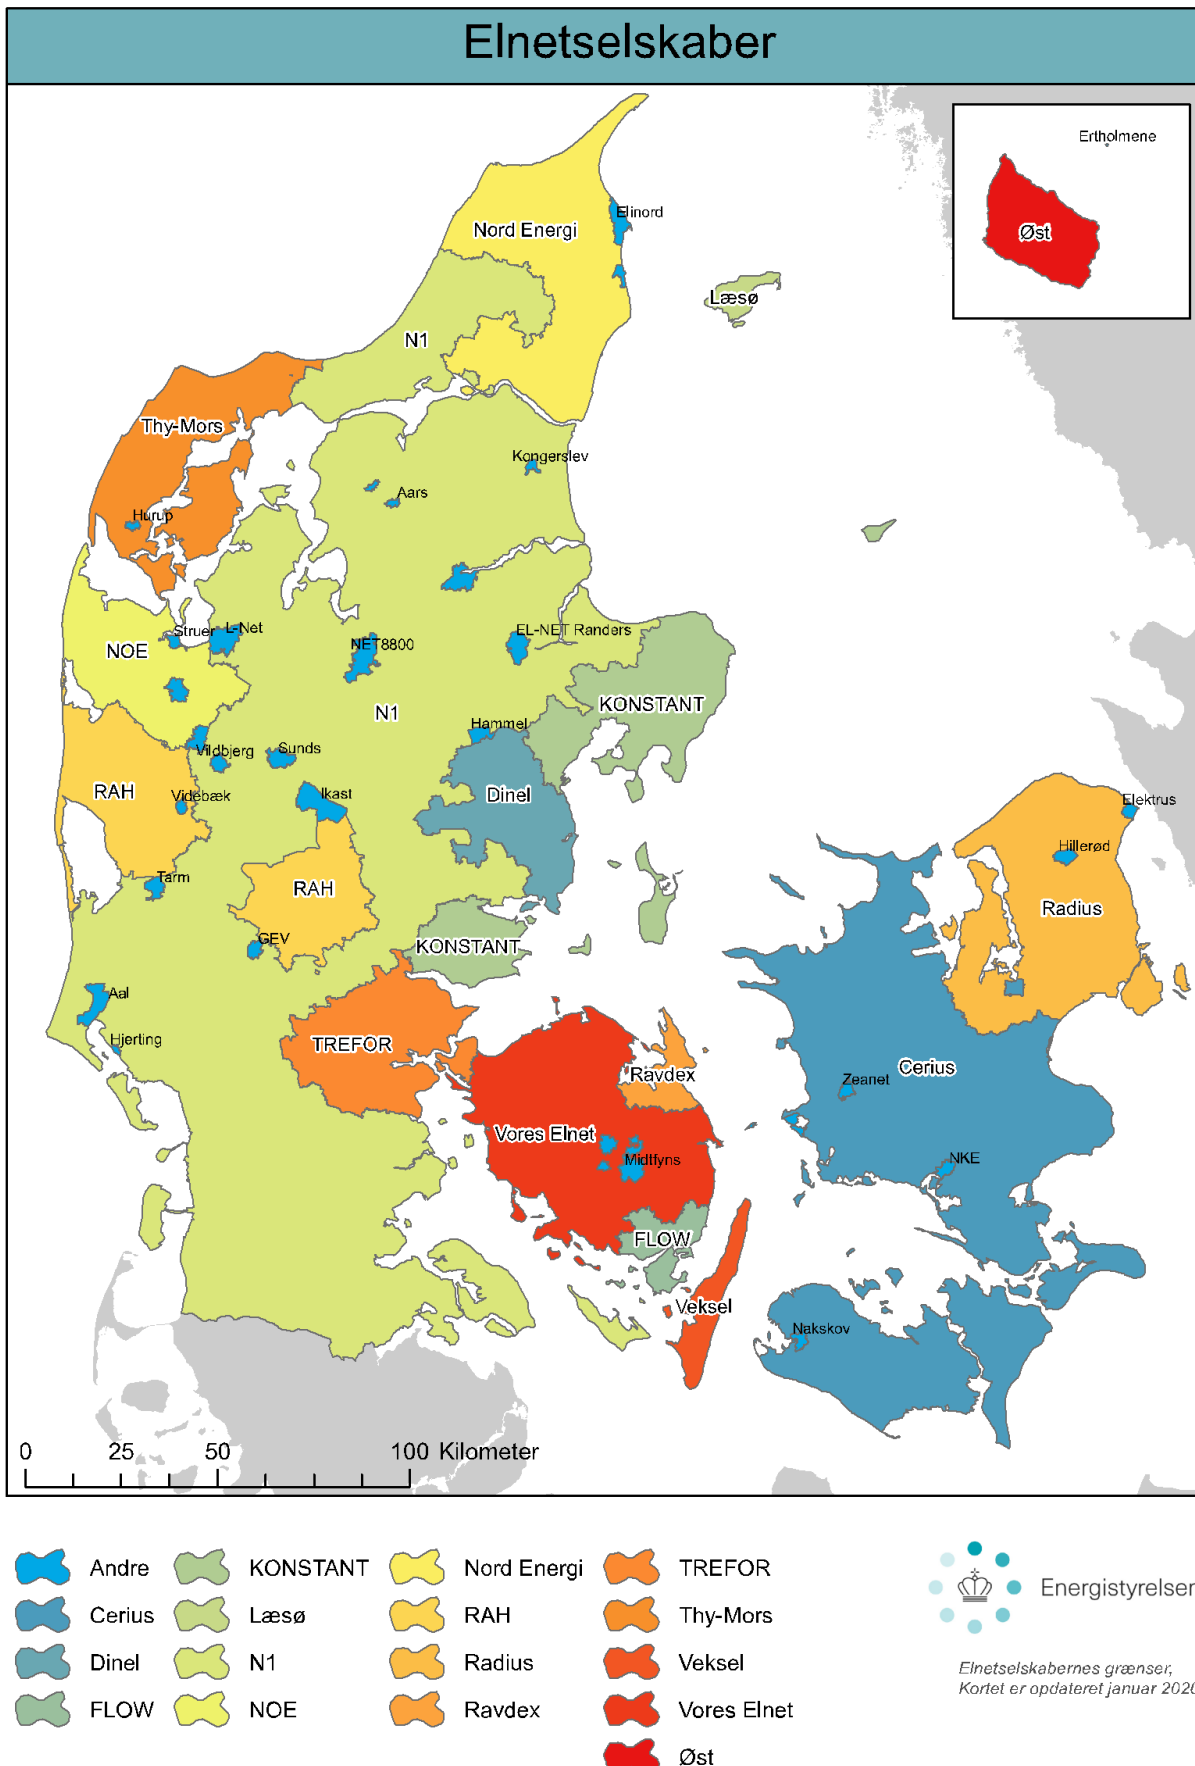 Elnetselskaber
Ertholmene
Øst
Elinord
Nord Energi
Læsø
N1
Thy-Mors
Kongerslev
Aars
Hurup
Struer
L-Net
EL-NET Randers
NET8800
NOE
KONSTANT
N1
Hammel
Vildbjerg
Sunds
RAH
Videbæk
Ikast
Dinel
Elektrus
Hillerød
Tarm
RAH
Radius
GEV
KONSTANT
Aal
Hjerting
TREFOR
Ravdex
Cerius
Zeanet
Vores Elnet
Midtfyns
NKE
FLOW
Veksel
Nakskov
0 25 50 100 Kilometer
Andre KONSTANT Nord Energi TREFOR
Cerius Læsø RAH Thy-Mors
Dinel N1 Radius Veksel
FLOW NOE Ravdex Vores Elnet
Øst
Energistyrelsen
Elnetselskabernes grænser,
Kortet er opdateret januar 2020